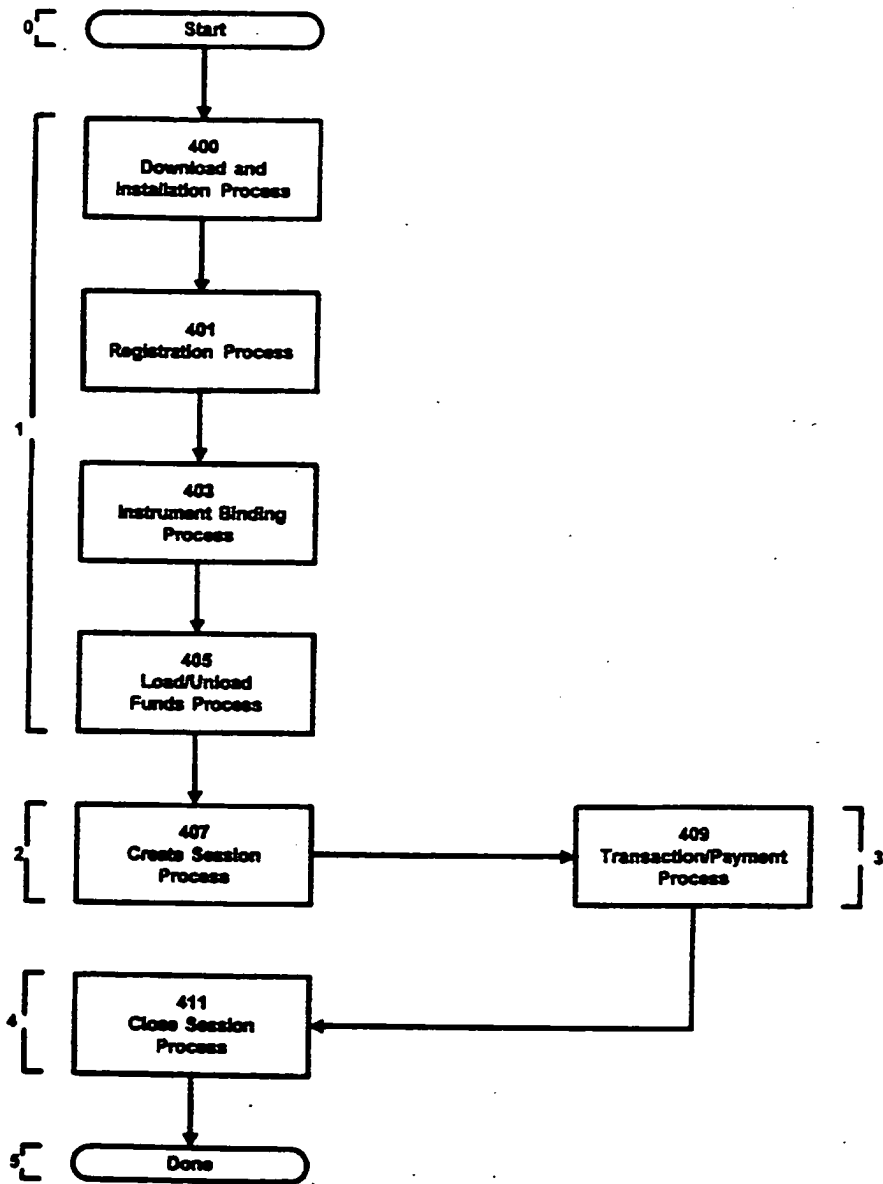 0
Start
400
Download and
Installation Process
401
Registration Process
1
403
Instrument Binding
Process
405
Load/Unload
Funds Process
2
407
Create Session
Process
409
Transaction/Payment
Process
3
4
411
Close Session
Process
5
Done